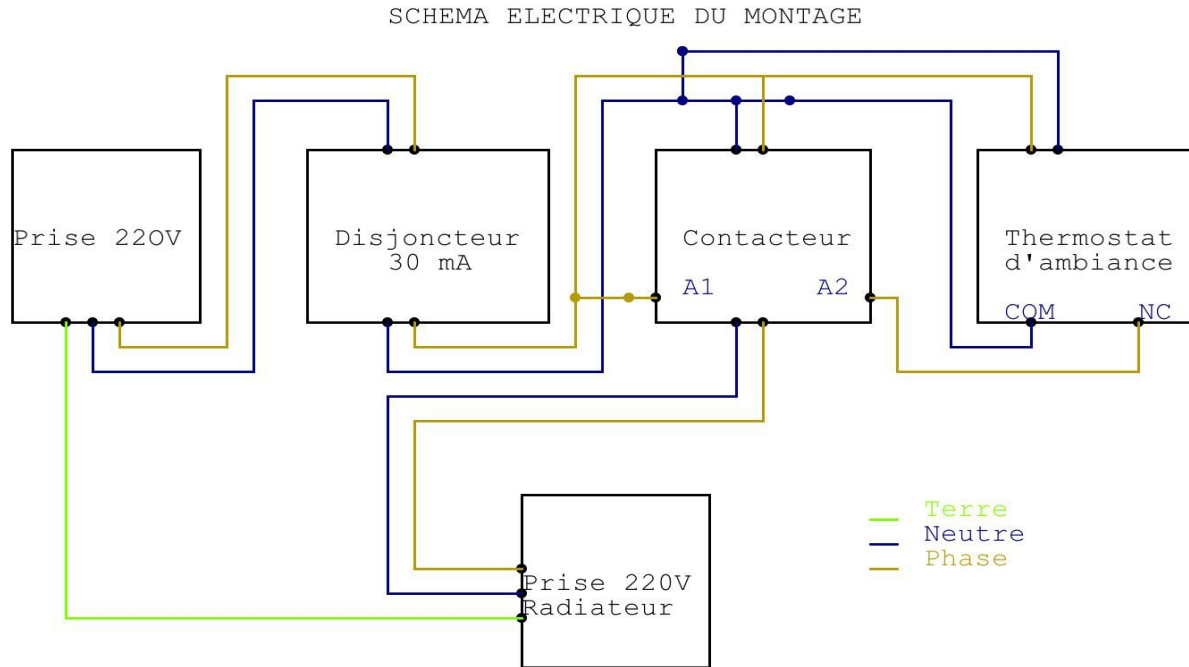 SCHEMA ELECTRIQUE DU MONTAGE
Prise 220V
Disjoncteur
30 mA
Contacteur
A1
A2
Thermostat
d'ambiance
COM
NC
Terre
Neutre
Phase
Prise 220V
Radiateur